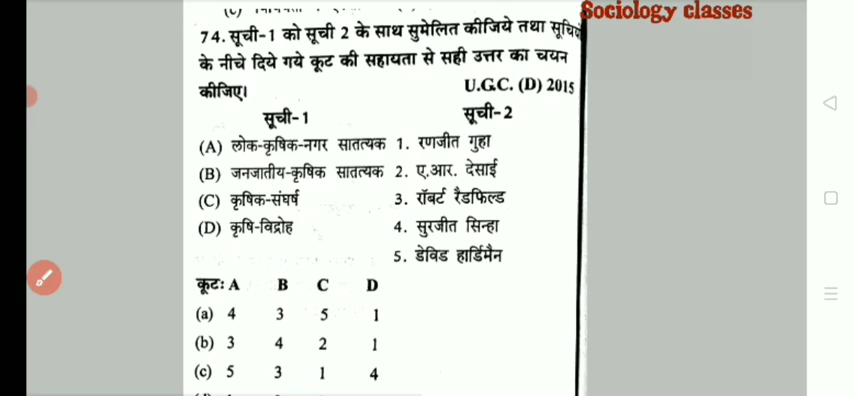 Sociology classes
74. सूची-1 को सूची 2 के साथ सुमेलित कीजिये तथा सूचियों
के नीचे दिये गये कूट की सहायता से सही उत्तर का चयन
कीजिए। U.G.C. (D) 2015
सूची-1 सूची-2
(A) लोक-कृषिक-नगर सातत्यक 1. रणजीत गुहा
(B) जनजातीय-कृषिक सातत्यक 2. ए.आर. देसाई
(C) कृषिक-संघर्ष 3. रॉबर्ट रैडफिल्ड
(D) कृषि-विद्रोह 4. सुरजीत सिन्हा
5. डेविड हार्डिमैन
कूटः A B C D
(a) 4 3 5 1
(b) 3 4 2 1
(c) 5 3 1 4